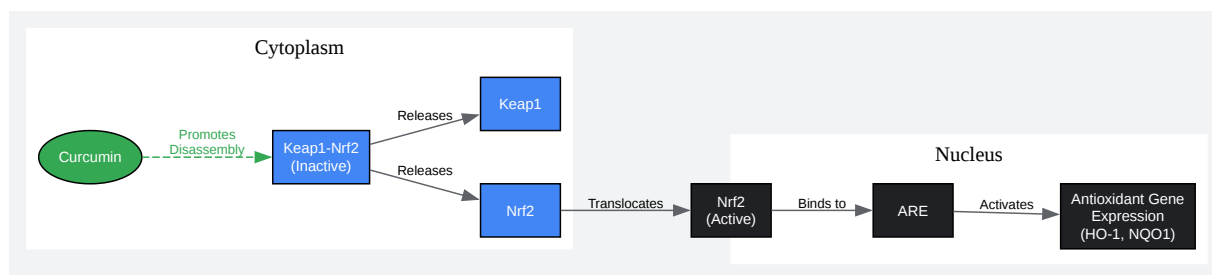 Cytoplasm
Curcumin
Promotes
Disassembly
Keap1-Nrf2
(Inactive)
Releases
Keap1
Releases
Nrf2
Translocates
Nucleus
Nrf2
(Active)
Binds to
ARE
Activates
Antioxidant Gene
Expression
(HO-1, NQO1)